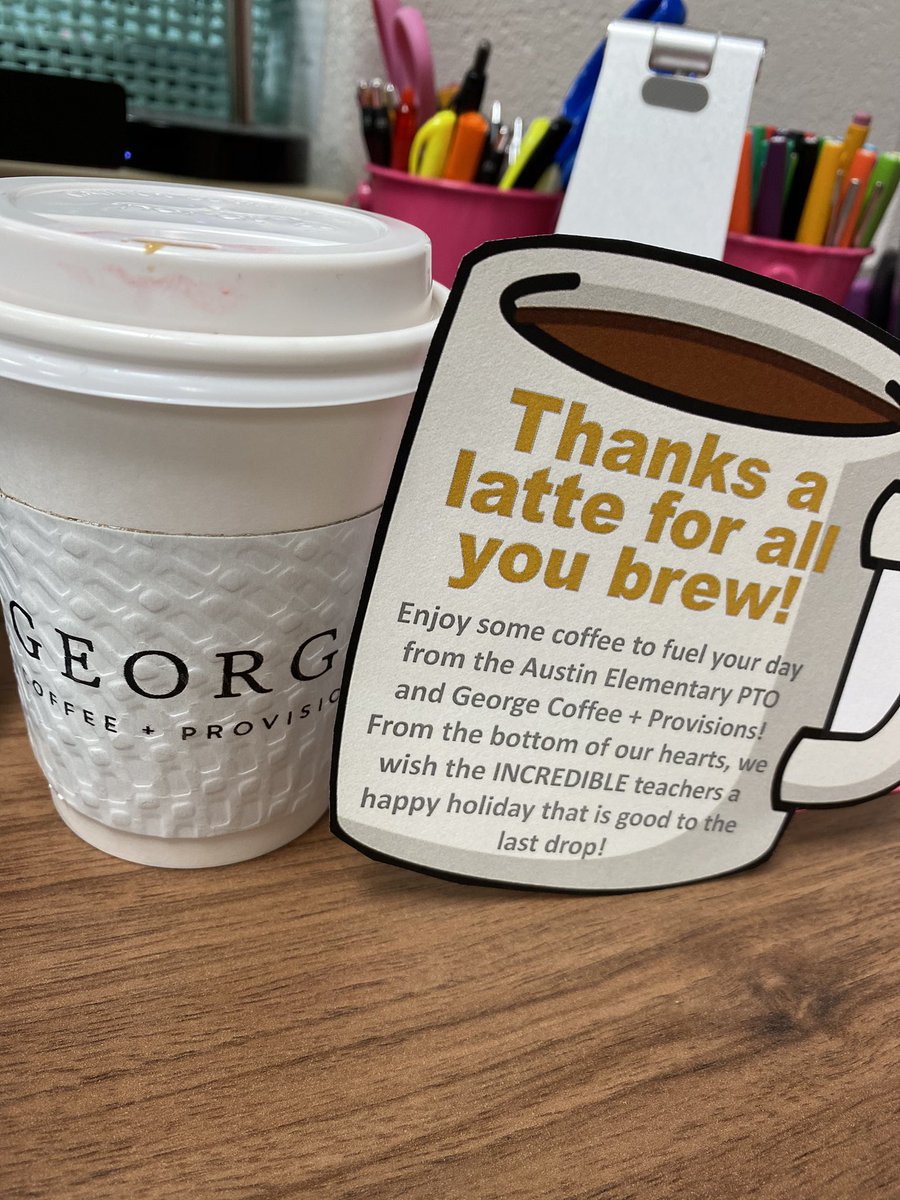 GEORG
COFFEE + PROVISIO
Thanks a
latte for all
you brew!
Enjoy some coffee to fuel your day
from the Austin Elementary PTO
and George Coffee + Provisions!
From the bottom of our hearts, we
wish the INCREDIBLE teachers a
happy holiday that is good to the
last drop!